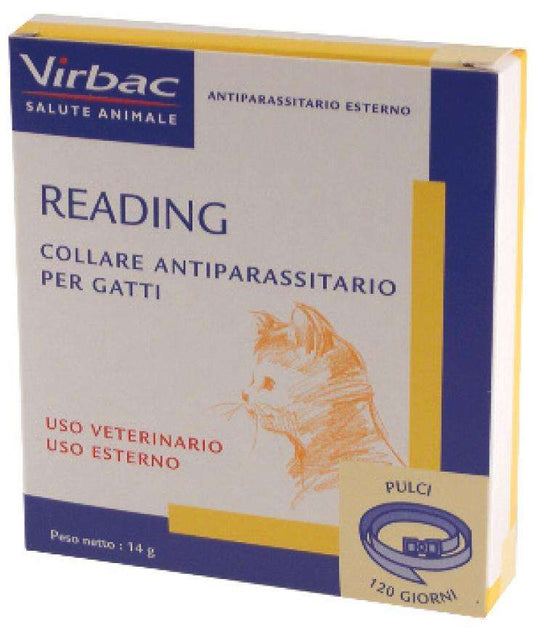 Virbac
SALUTE ANIMALE
ANTIPARASSITARIO ESTERNO
READING
COLLARE ANTIPARASSITARIO
PER GATTI
USO VETERINARIO
USO ESTERNO
Peso netto : 14 g
PULCI
120 GIORNI